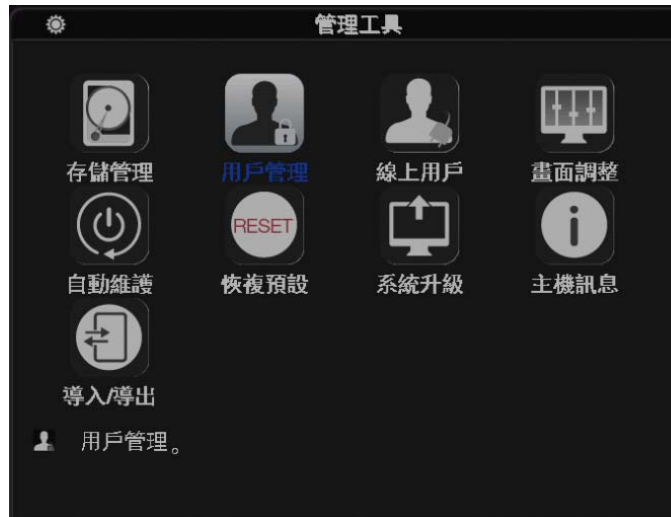 管理工具
存儲管理 用戶管理 線上用戶 畫面調整
RESET
自動維護 恢複預設 系統升級 主機訊息
導入/導出
用戶管理。